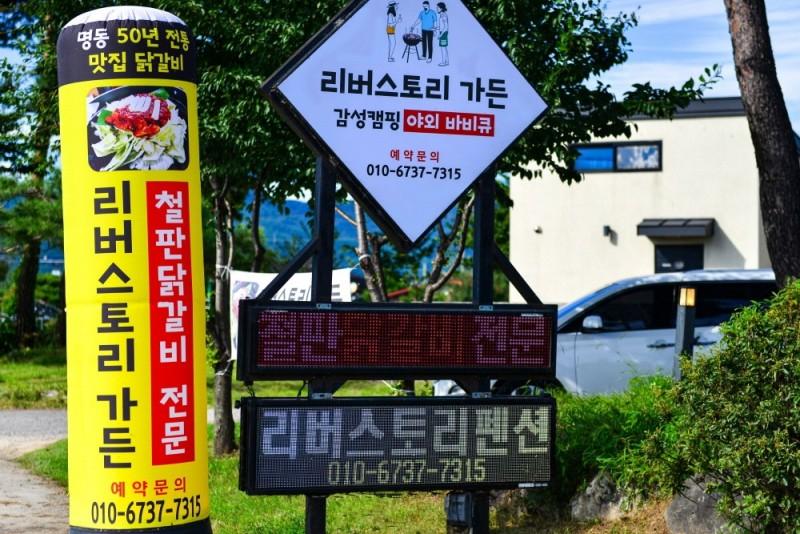 명동 50년 전통
맛집 닭갈비
리버스토리 가든
철판닭갈비 전문
예약문의
010-6737-7315
리버스토리 가든
감성캠핑 야외 바비큐
예약문의
010-6737-7315
철판닭갈비 전문
리버스토리펜션
010-6737-7315